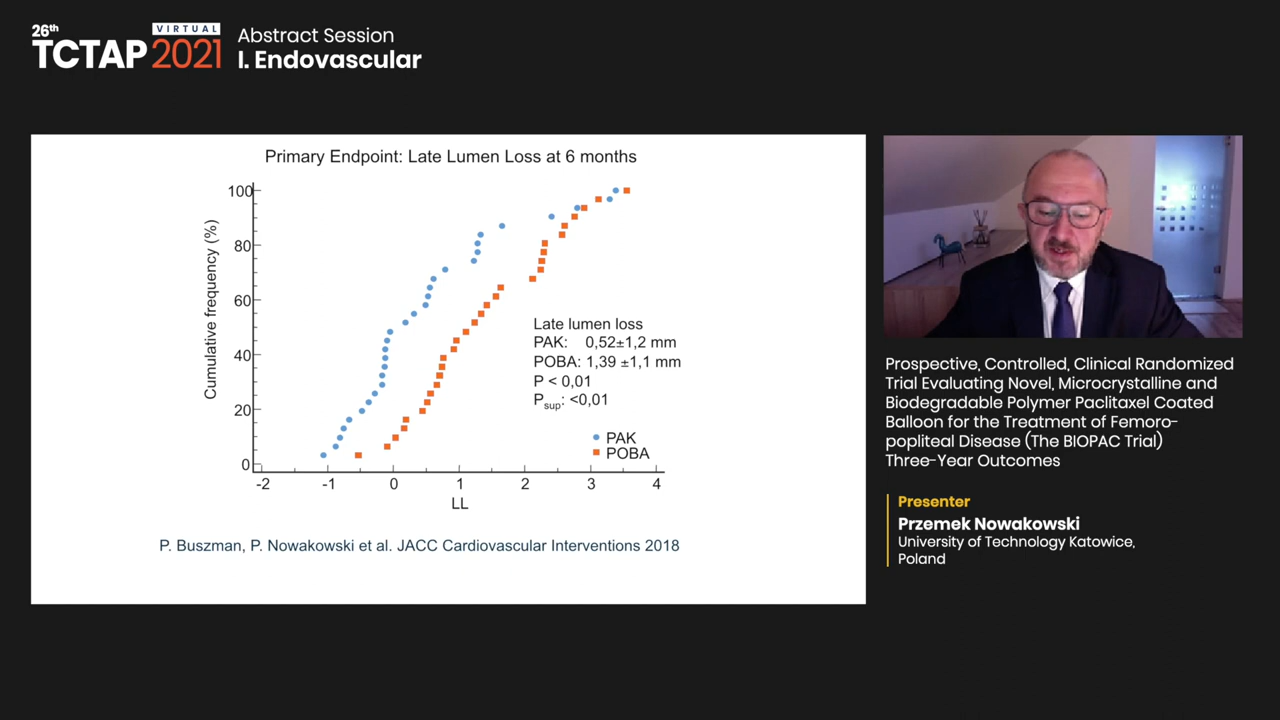 26th
VIRTUAL
TCTAP 2021
Abstract Session
I. Endovascular
Primary Endpoint: Late Lumen Loss at 6 months
Cumulative frequency (%)
100
80
60
40
20
0
-2 -1 0 1 2 3 4
LL
Late lumen loss
PAK: 0,52±1,2 mm
POBA: 1,39 ±1,1 mm
P < 0,01
Psup: <0,01
PAK
POBA
P. Buszman, P. Nowakowski et al. JACC Cardiovascular Interventions 2018
Prospective, Controlled, Clinical Randomized
Trial Evaluating Novel, Microcrystalline and
Biodegradable Polymer Paclitaxel Coated
Balloon for the Treatment of Femoro-
popliteal Disease (The BIOPAC Trial)
Three-Year Outcomes
Presenter
Przemek Nowakowski
University of Technology Katowice,
Poland